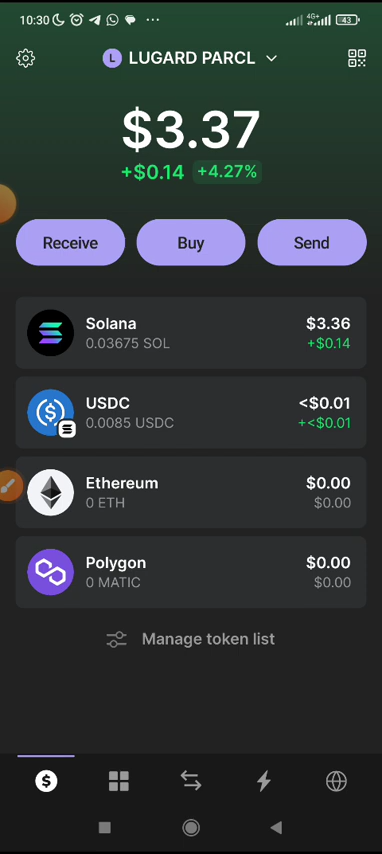 10:30 4G+ 43
L LUGARD PARCL
$3.37
+$0.14 +4.27%
Receive Buy Send
Solana $3.36
0.03675 SOL +$0.14
USDC <$0.01
0.0085 USDC +<$0.01
Ethereum $0.00
0 ETH $0.00
Polygon $0.00
0 MATIC $0.00
Manage token list